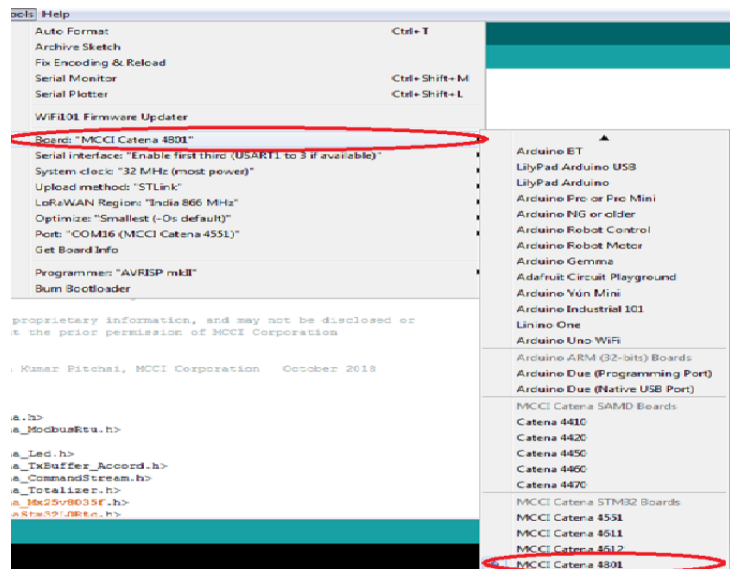 ools Help
Auto Format Ctrl+T
Archive Sketch
Fix Encoding & Reload
Serial Monitor Ctrl+Shift+M
Serial Plotter Ctrl+Shift+L
WiFi101 Firmware Updater
Board: "MCCI Catena 4801"
Serial interface: "Enable first third (USART1 to 3 if available)"
System clock: "32 MHz (most power)"
Upload method: "STLink"
LoRaWAN Region: "India 866 MHz"
Optimize: "Smallest (-Os default)"
Port: "COM16 (MCCI Catena 4551)"
Get Board Info
Programmer: "AVRISP mkII"
Burn Bootloader
proprietary information, and may not be disclosed or
t the prior permission of MCCI Corporation
Kumar Pitchai, MCCI Corporation October 2018
a.h>
a_ModbusRtu.h>
a_Led.h>
a_TxBuffer_Accord.h>
a_CommandStream.h>
a_Totalizer.h>
a_Mx25v8035f.h>
Arduino BT
LilyPad Arduino USB
LilyPad Arduino
Arduino Pro or Pro Mini
Arduino NG or older
Arduino Robot Control
Arduino Robot Motor
Arduino Gemma
Adafruit Circuit Playground
Arduino Yún Mini
Arduino Industrial 101
Linino One
Arduino Uno WiFi
Arduino ARM (32-bits) Boards
Arduino Due (Programming Port)
Arduino Due (Native USB Port)
MCCI Catena SAMD Boards
Catena 4410
Catena 4420
Catena 4450
Catena 4460
Catena 4470
MCCI Catena STM32 Boards
MCCI Catena 4551
MCCI Catena 4611
MCCI Catena 4612
MCCI Catena 4801